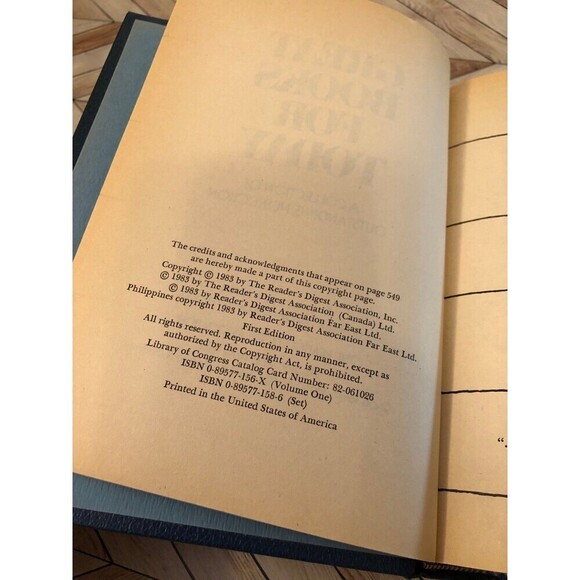 GREAT
BOOKS
FOR
TODAY
The credits and acknowledgments that appear on page 549
are hereby made a part of this copyright page.
Copyright © 1983 by The Reader's Digest Association, Inc.
© 1983 by The Reader's Digest Association (Canada) Ltd.
© 1983 by Reader's Digest Association Far East Ltd.
Philippines copyright 1983 by Reader's Digest Association Far East Ltd.
First Edition
All rights reserved. Reproduction in any manner, except as
authorized by the Copyright Act, is prohibited.
Library of Congress Catalog Card Number: 82-061026
ISBN 0-89577-156-X (Volume One)
ISBN 0-89577-158-6 (Set)
Printed in the United States of America